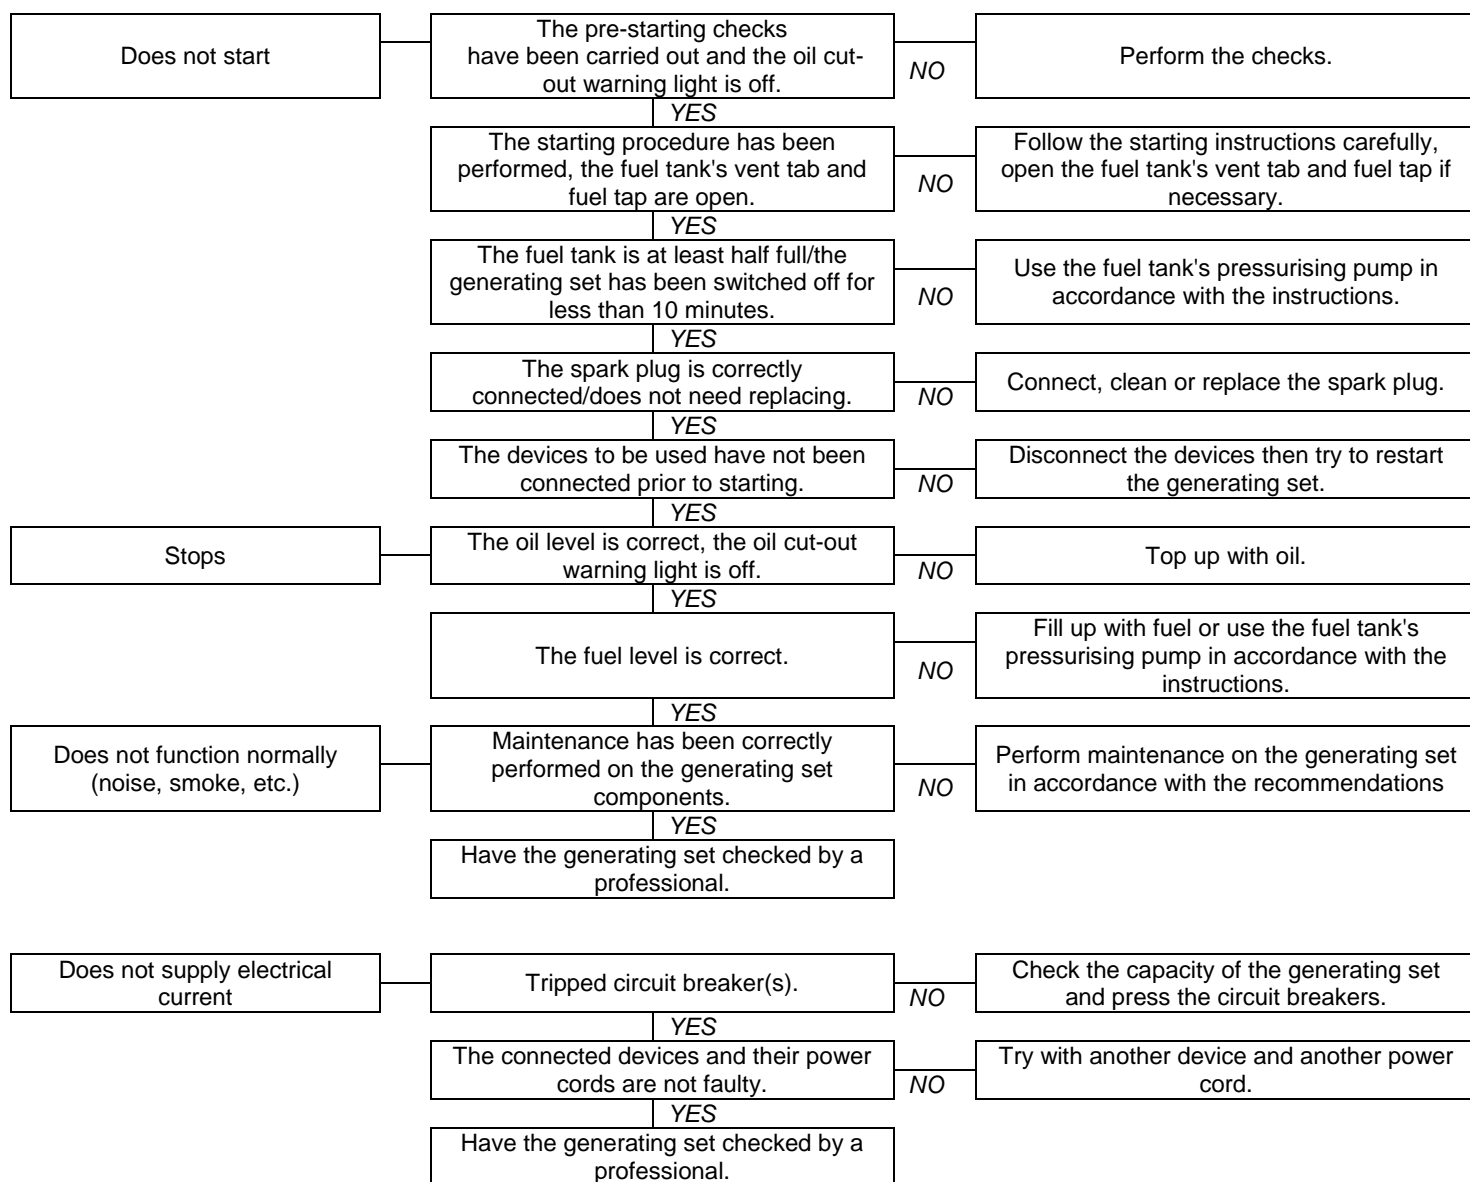 Does not start
The pre-starting checks
have been carried out and the oil cut-
out warning light is off.
NO
Perform the checks.
YES
The starting procedure has been
performed, the fuel tank's vent tab and
fuel tap are open.
NO
Follow the starting instructions carefully,
open the fuel tank's vent tab and fuel tap if
necessary.
YES
The fuel tank is at least half full/the
generating set has been switched off for
less than 10 minutes.
NO
Use the fuel tank's pressurising pump in
accordance with the instructions.
YES
The spark plug is correctly
connected/does not need replacing.
NO
Connect, clean or replace the spark plug.
YES
The devices to be used have not been
connected prior to starting.
NO
Disconnect the devices then try to restart
the generating set.
YES
Stops
The oil level is correct, the oil cut-out
warning light is off.
NO
Top up with oil.
YES
The fuel level is correct.
NO
Fill up with fuel or use the fuel tank's
pressurising pump in accordance with the
instructions.
YES
Does not function normally
(noise, smoke, etc.)
Maintenance has been correctly
performed on the generating set
components.
NO
Perform maintenance on the generating set
in accordance with the recommendations
YES
Have the generating set checked by a
professional.
Does not supply electrical
current
Tripped circuit breaker(s).
NO
Check the capacity of the generating set
and press the circuit breakers.
YES
The connected devices and their power
cords are not faulty.
NO
Try with another device and another power
cord.
YES
Have the generating set checked by a
professional.